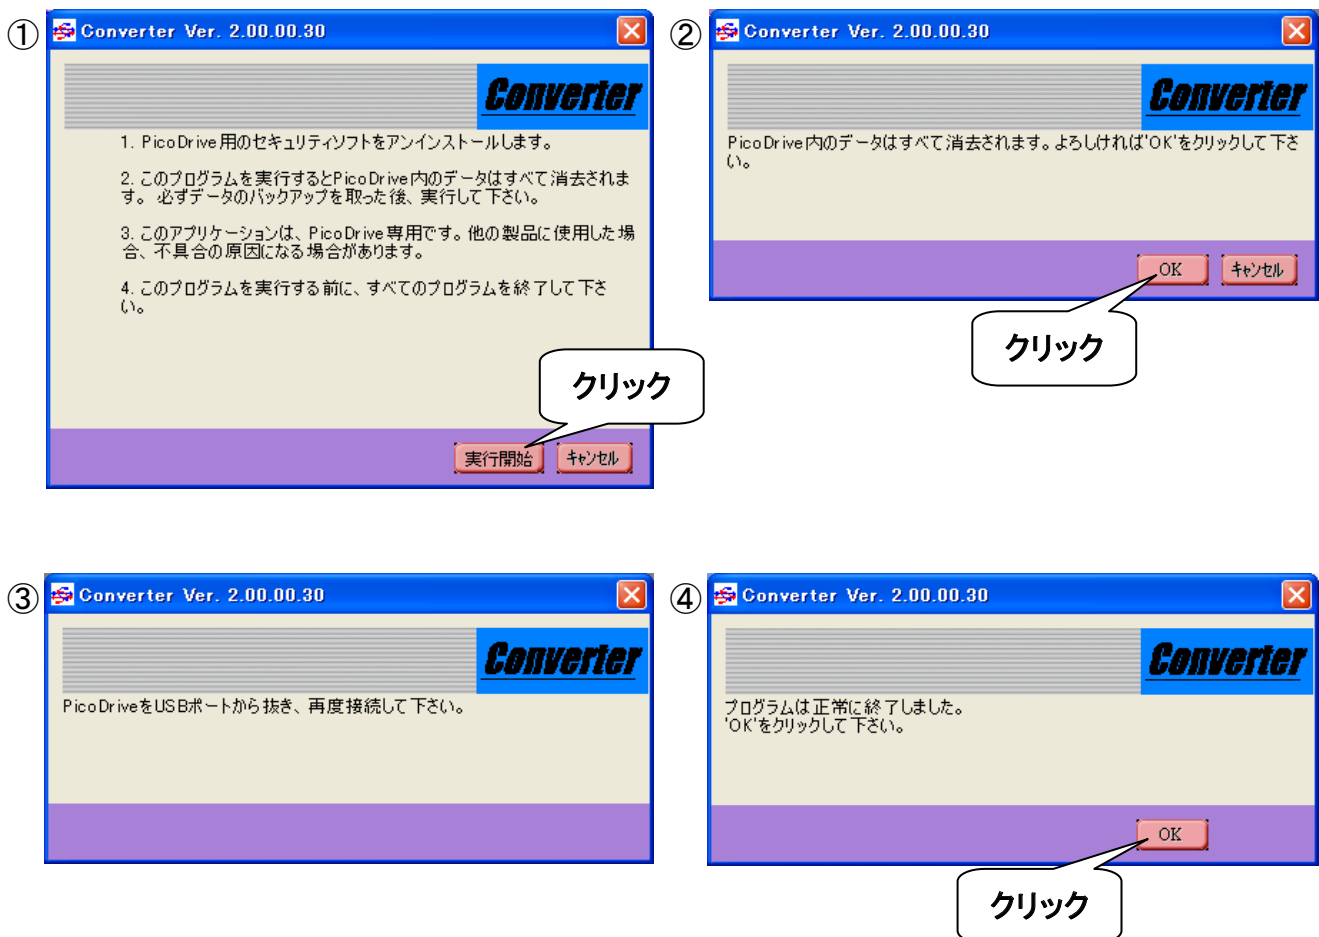 ①
Converter Ver. 2.00.00.30
Converter
1. PicoDrive用のセキュリティソフトをアンインストールします。
2. このプログラムを実行するとPicoDrive内のデータはすべて消去されま
す。 必ずデータのバックアップを取った後、実行して下さい。
3. このアプリケーションは、PicoDrive専用です。他の製品に使用した場
合、不具合の原因になる場合があります。
4. このプログラムを実行する前に、すべてのプログラムを終了して下さ
い。
クリック
実行開始
キャンセル
②
Converter Ver. 2.00.00.30
Converter
PicoDrive内のデータはすべて消去されます。よろしければ'OK'をクリックして下さ
い。
OK
キャンセル
クリック
③
Converter Ver. 2.00.00.30
Converter
PicoDriveをUSBポートから抜き、再度接続して下さい。
④
Converter Ver. 2.00.00.30
Converter
プログラムは正常に終了しました。
'OK'をクリックして下さい。
OK
クリック